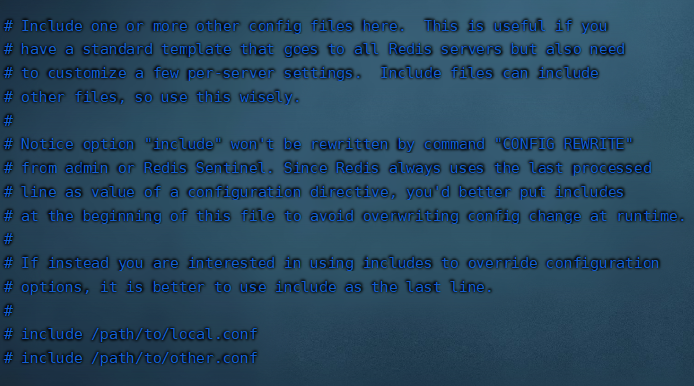 # Include one or more other config files here.  This is useful if you
# have a standard template that goes to all Redis servers but also need
# to customize a few per-server settings.  Include files can include
# other files, so use this wisely.
#
# Notice option "include" won't be rewritten by command "CONFIG REWRITE"
# from admin or Redis Sentinel. Since Redis always uses the last processed
# line as value of a configuration directive, you'd better put includes
# at the beginning of this file to avoid overwriting config change at runtime.
#
# If instead you are interested in using includes to override configuration
# options, it is better to use include as the last line.
#
# include /path/to/local.conf
# include /path/to/other.conf